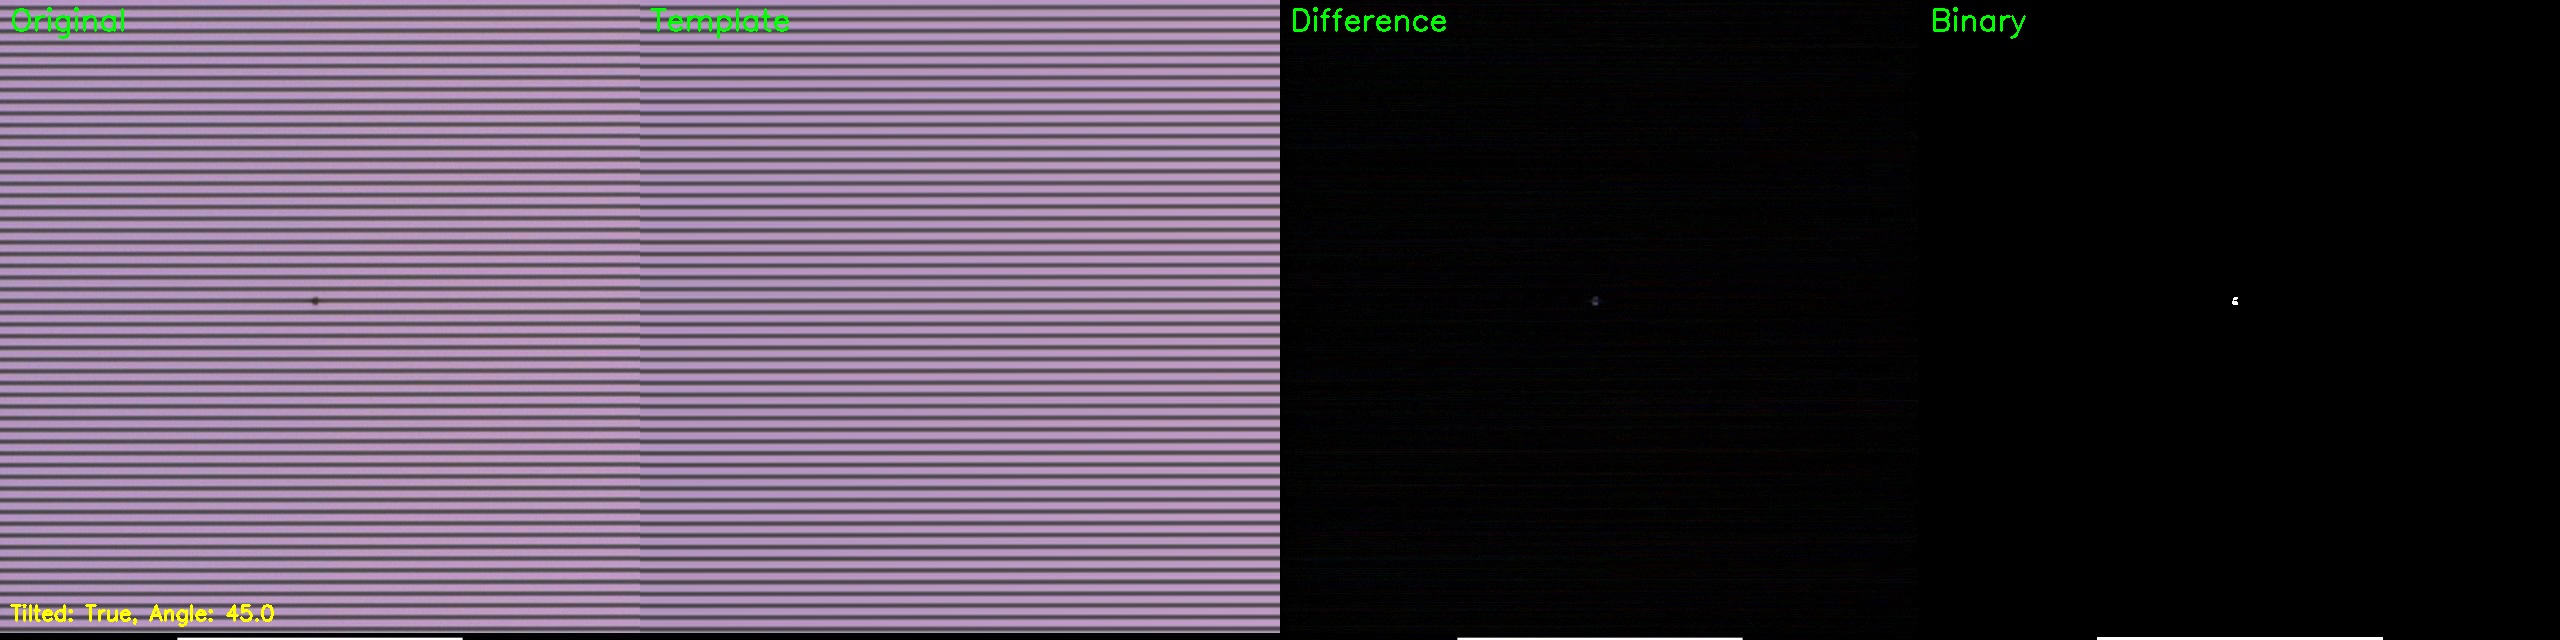 Original
Template
Difference
Binary
Tilted: True, Angle: 45.0